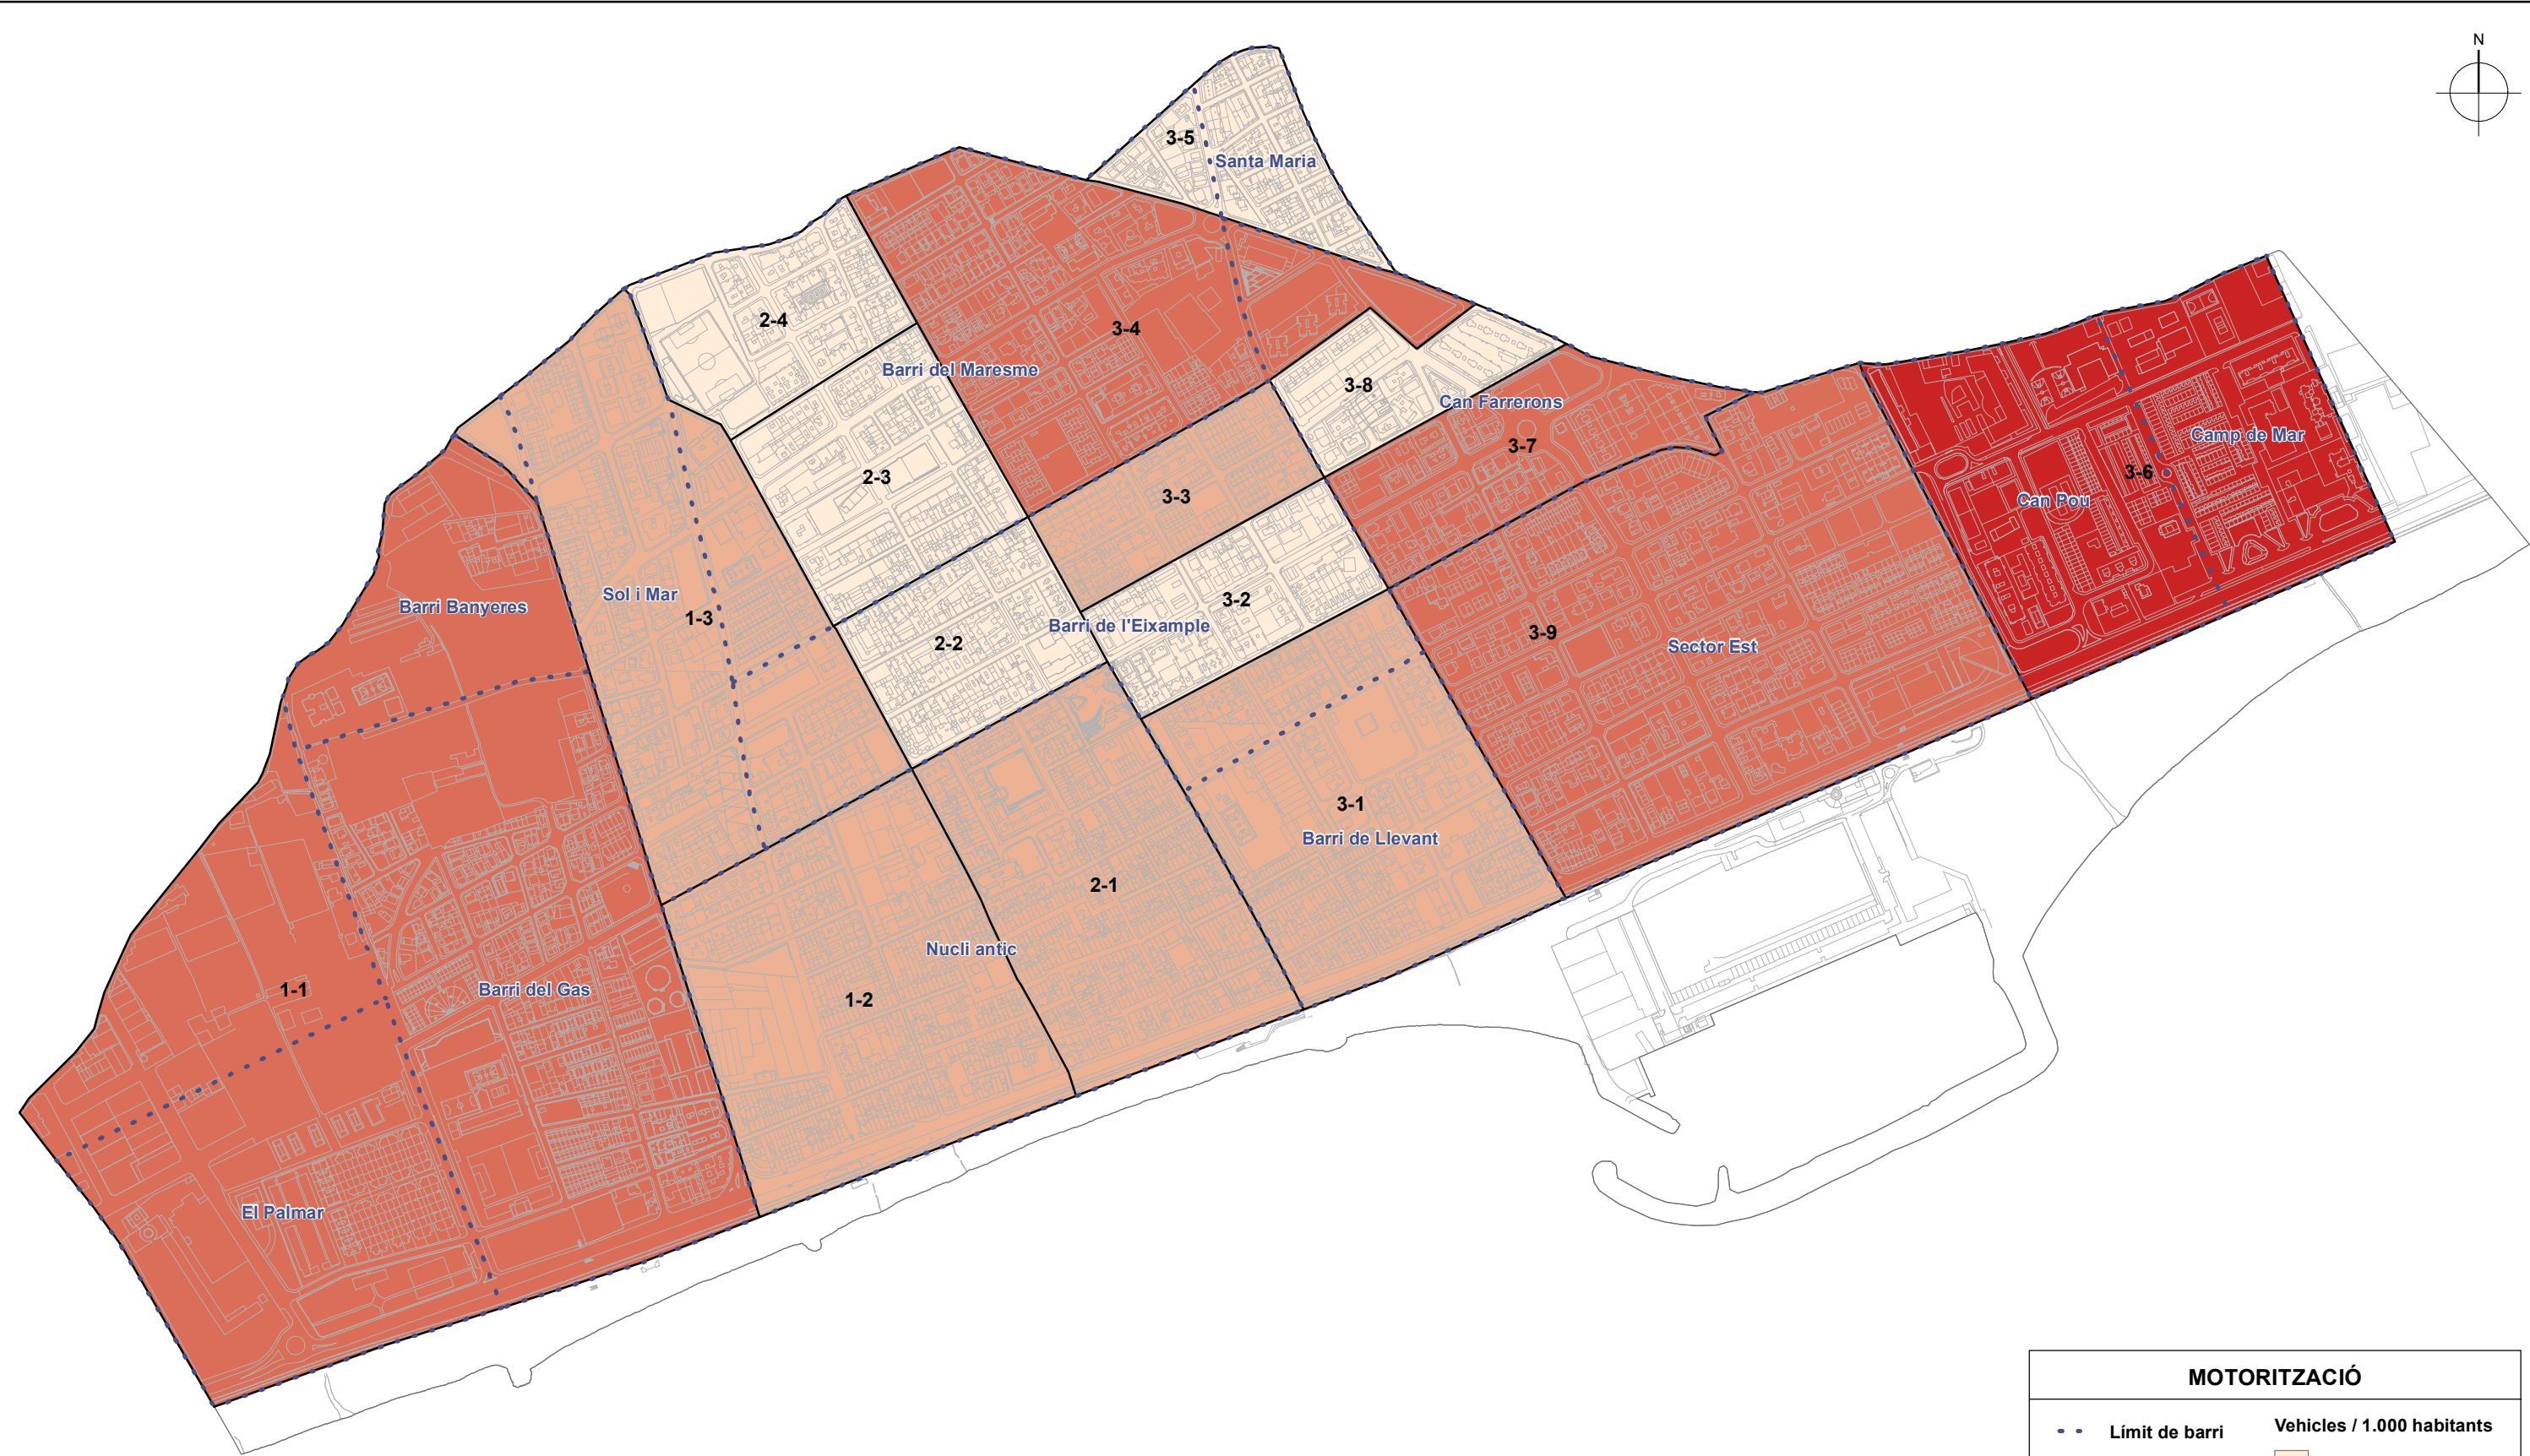 N
3-5
Santa Maria
2-4
3-4
Barri del Maresme
3-8
Can Farrerons
3-7
Camp de Mar
3-6
Can Pou
2-3
3-3
Sol i Mar
Barri Banyeres
1-3
3-2
Barri de l'Eixample
2-2
3-9
Sector Est
3-1
Barri de Llevant
2-1
Nucli antic
1-1
Barri del Gas
1-2
El Palmar
MOTORITZACIÓ
Límit de barri
Vehicles / 1.000 habitants